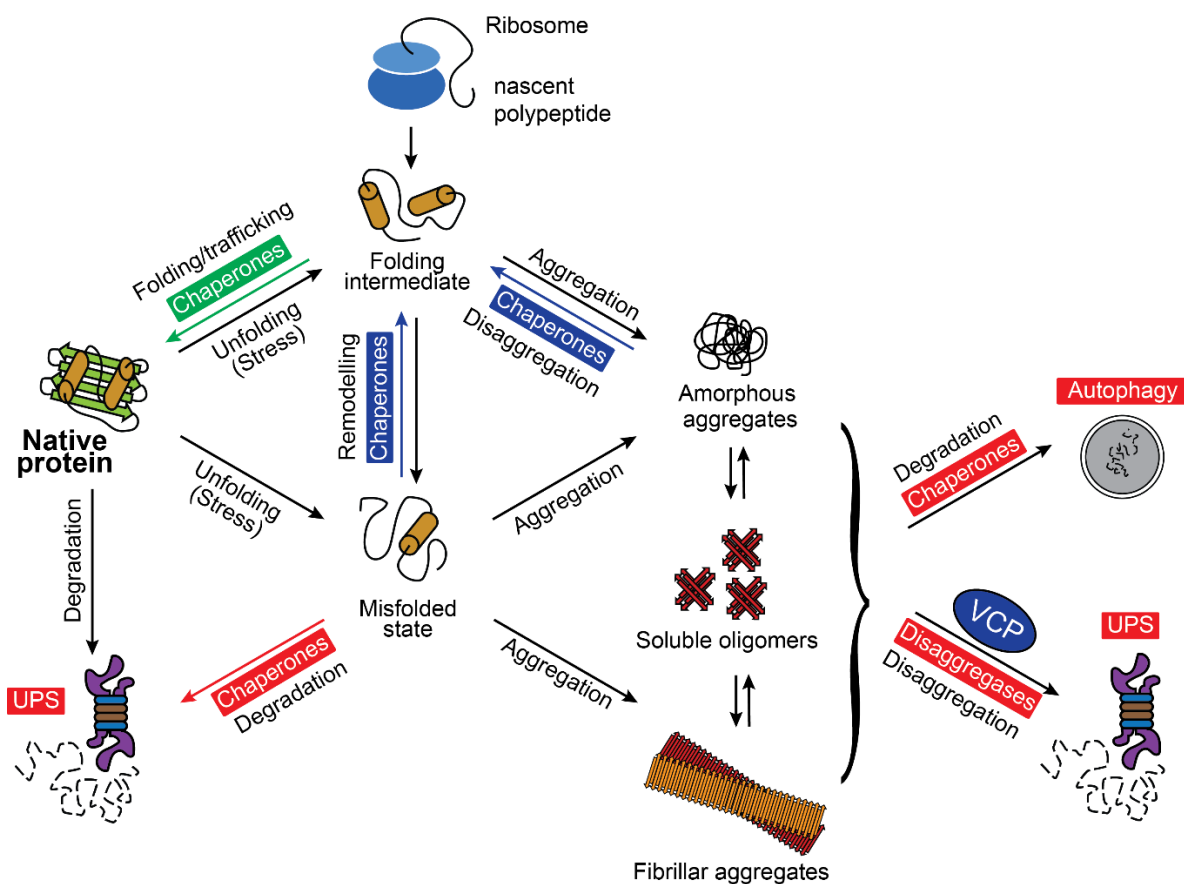 Ribosome
nascent
polypeptide
Folding/trafficking
Chaperones
Unfolding
(Stress)
Folding
intermediate
Aggregation
Chaperones
Disaggregation
Remodelling
Chaperones
Native
protein
Unfolding
(Stress)
Degradation
Amorphous
aggregates
Aggregation
Misfolded
state
Soluble oligomers
Aggregation
Chaperones
Degradation
UPS
Fibrillar aggregates
Degradation
Chaperones
Autophagy
VCP
Disaggregases
Disaggregation
UPS